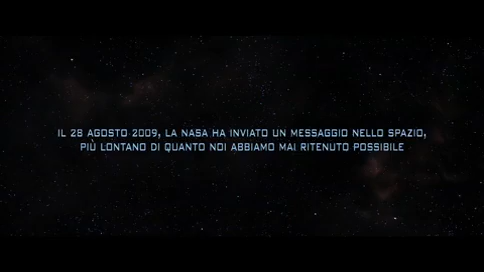 IL 28 AGOSTO 2009, LA NASA HA INVIATO UN MESSAGGIO NELLO SPAZIO,
PIÙ LONTANO DI QUANTO NOI ABBIAMO MAI RITENUTO POSSIBILE